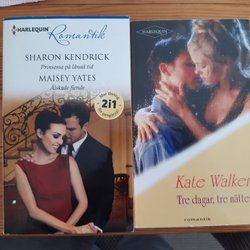 HARLEQUIN
Romantik
SHARON KENDRICK
Prinsessa på lånad tid
MAISEY YATES
Älskade fiende
2i1
HARLEQUIN
Kate Walker
Tre dagar, tre nätter
romantik